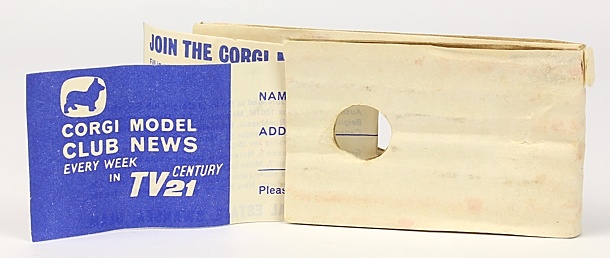 JOIN THE CORGI
CORGI MODEL
CLUB NEWS
EVERY WEEK
IN TV CENTURY 21
NAM
ADD
Pleas